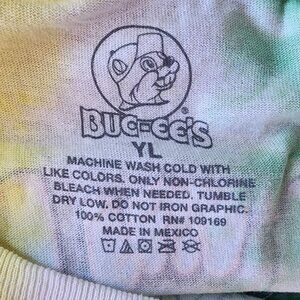 BUC-EE'S
YL
MACHINE WASH COLD WITH
LIKE COLORS. ONLY NON-CHLORINE
BLEACH WHEN NEEDED. TUMBLE
DRY LOW. DO NOT IRON GRAPHIC.
100% COTTON RN# 109169
MADE IN MEXICO